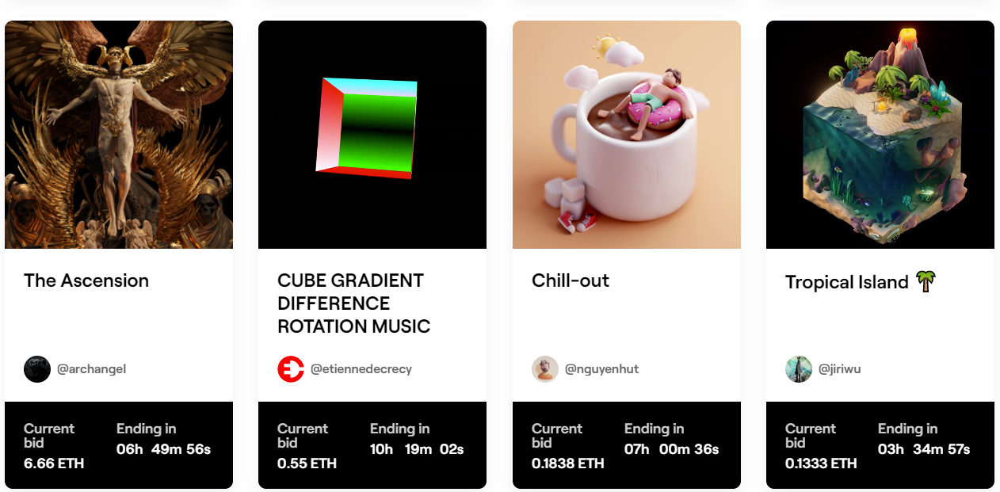 The Ascension
@archangel
Current bid
6.66 ETH
Ending in
06h 49m 56s
CUBE GRADIENT
DIFFERENCE
ROTATION MUSIC
@etiennedecrecy
Current bid
0.55 ETH
Ending in
10h 19m 02s
Chill-out
@nguyenhut
Current bid
0.1838 ETH
Ending in
07h 00m 36s
Tropical Island 🌴
@jiriwu
Current bid
0.1333 ETH
Ending in
03h 34m 57s